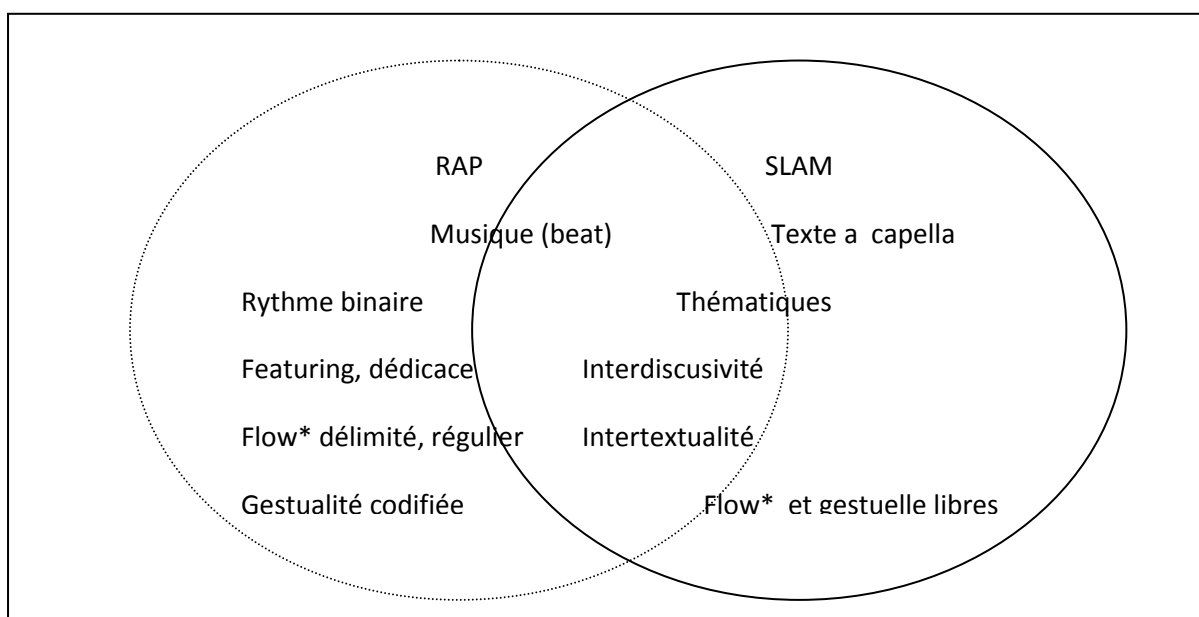 RAP SLAM
Musique (beat) Texte a capella
Rythme binaire Thématiques
Featuring, dédicace Interdiscusivité
Flow* délimité, régulier Intertextualité
Gestualité codifiée Flow* et gestuelle libres